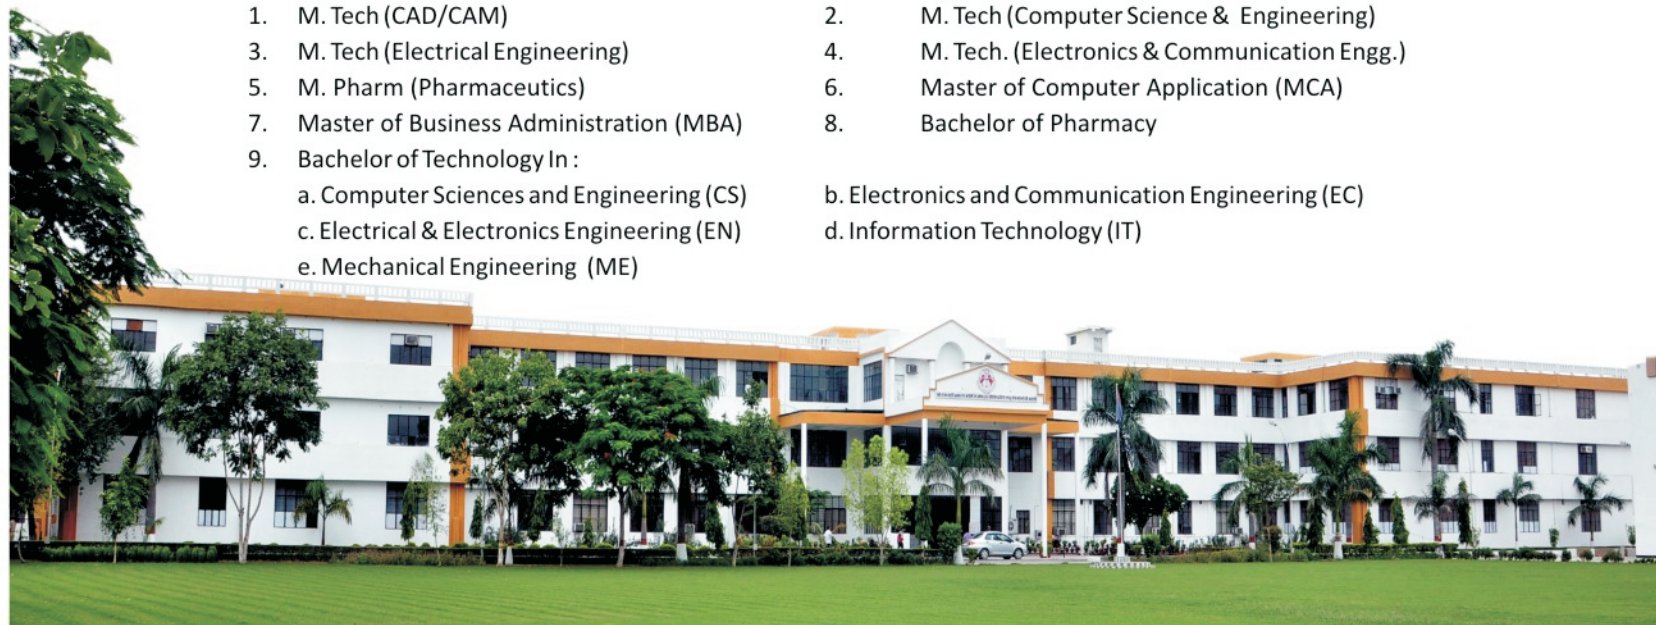 1. M. Tech (CAD/CAM) 2. M. Tech (Computer Science & Engineering)
3. M. Tech (Electrical Engineering) 4. M. Tech. (Electronics & Communication Engg.)
5. M. Pharm (Pharmaceutics) 6. Master of Computer Application (MCA)
7. Master of Business Administration (MBA) 8. Bachelor of Pharmacy
9. Bachelor of Technology In :
a. Computer Sciences and Engineering (CS) b. Electronics and Communication Engineering (EC)
c. Electrical & Electronics Engineering (EN) d. Information Technology (IT)
e. Mechanical Engineering (ME)